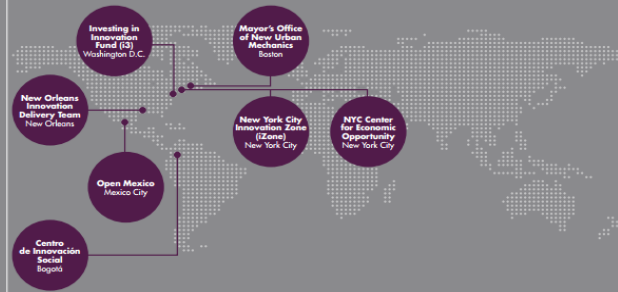 Investing in
Innovation
Fund (i3)
Washington D.C.
Mayor's Office
of New Urban
Mechanics
Boston
New Orleans
Innovation
Delivery Team
New Orleans
New York City
Innovation Zone
(iZone)
New York City
NYC Center
for Economic
Opportunity
New York City
Open Mexico
Mexico City
Centro
de Innovación
Social
Bogotá